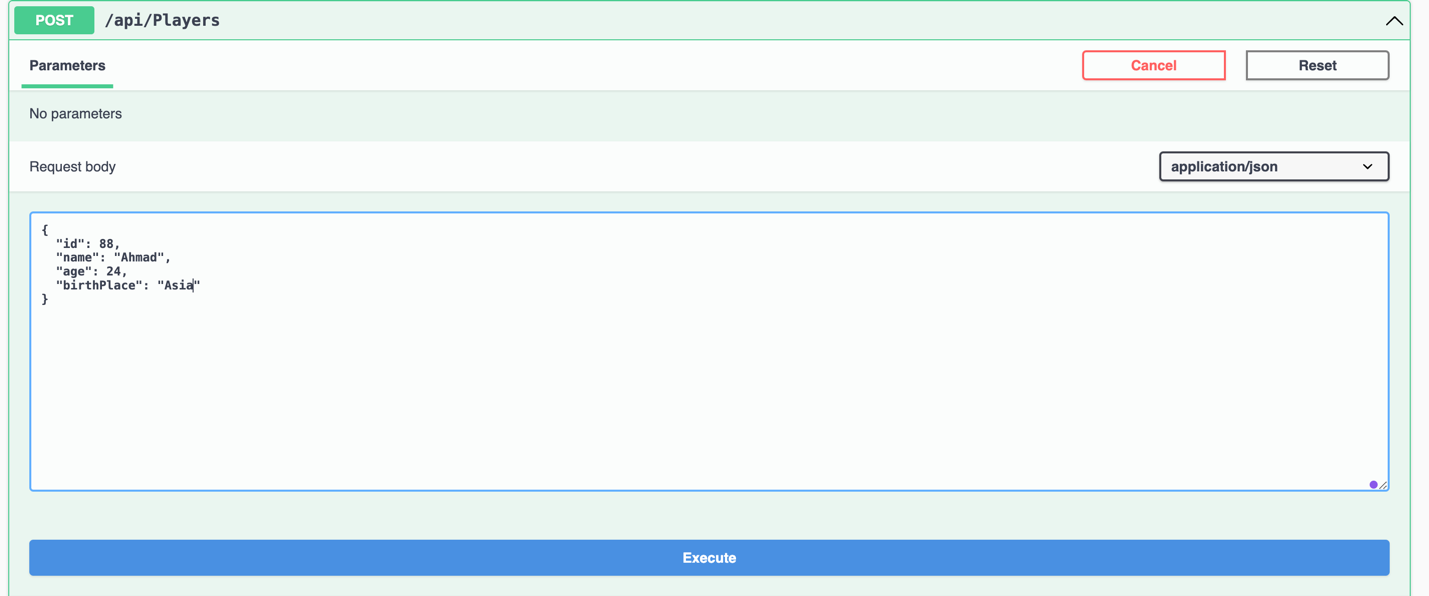 POST /api/Players
Parameters Cancel Reset
No parameters
Request body application/json
{
  "id": 88,
  "name": "Ahmad",
  "age": 24,
  "birthPlace": "Asia"
}
Execute